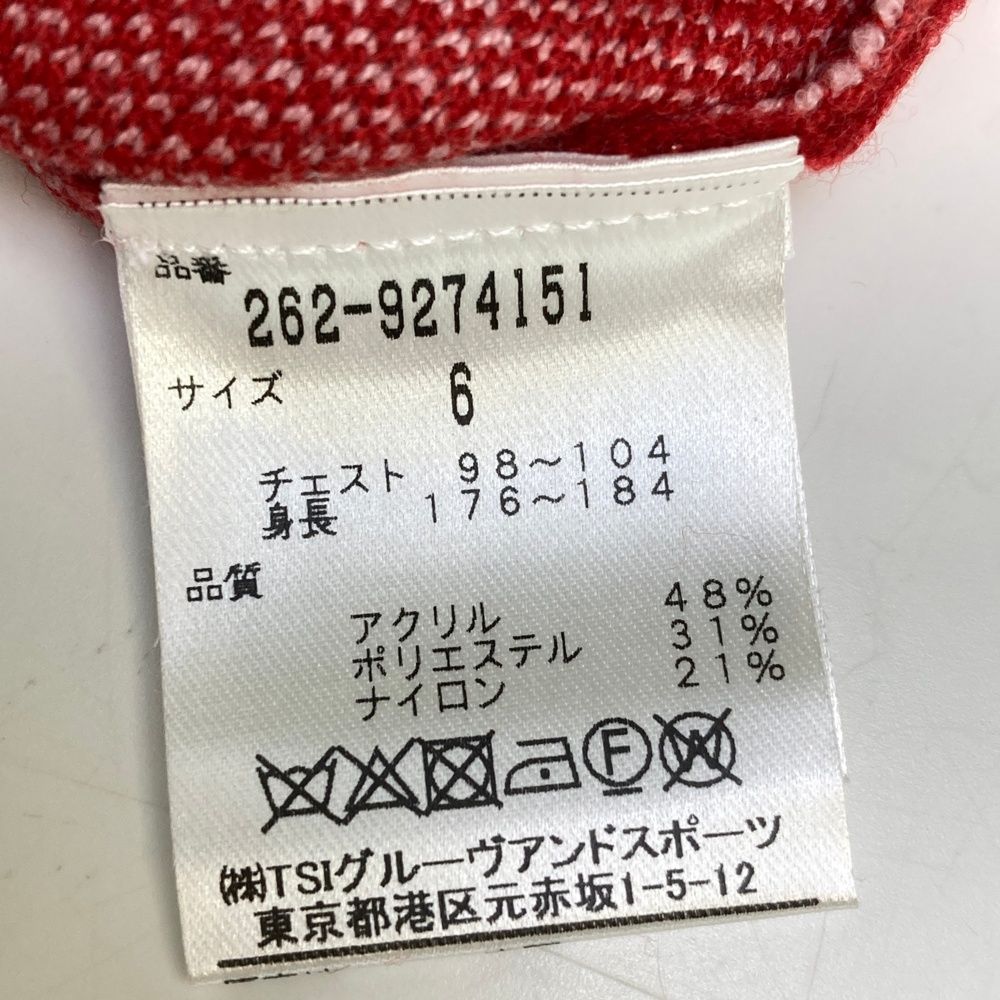 品番
262-9274151
サイズ 6
チェスト 98～104
身長 176～184
品質
アクリル 48%
ポリエステル 31%
ナイロン 21%
F W
㈱TSIグルーヴアンドスポーツ
東京都港区元赤坂1-5-12